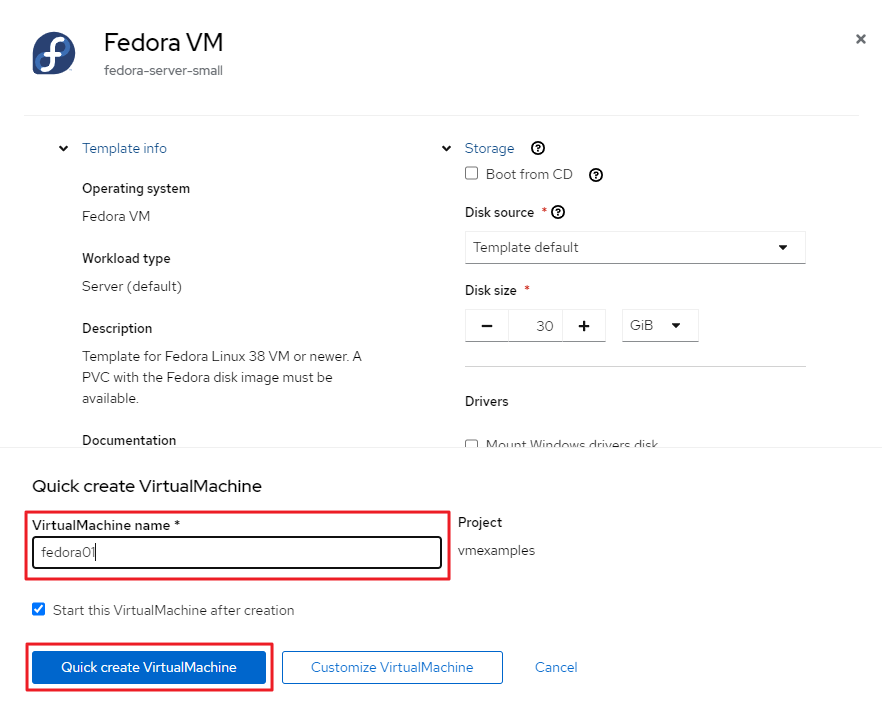 Fedora VM
fedora-server-small
Template info
Operating system
Fedora VM
Workload type
Server (default)
Description
Template for Fedora Linux 38 VM or newer. A
PVC with the Fedora disk image must be
available.
Documentation
Storage
Boot from CD
Disk source *
Template default
Disk size *
30 GiB
Drivers
Mount Windows drivers disk
Quick create VirtualMachine
VirtualMachine name *
fedora01
Project
vmexamples
Start this VirtualMachine after creation
Quick create VirtualMachine Customize VirtualMachine Cancel